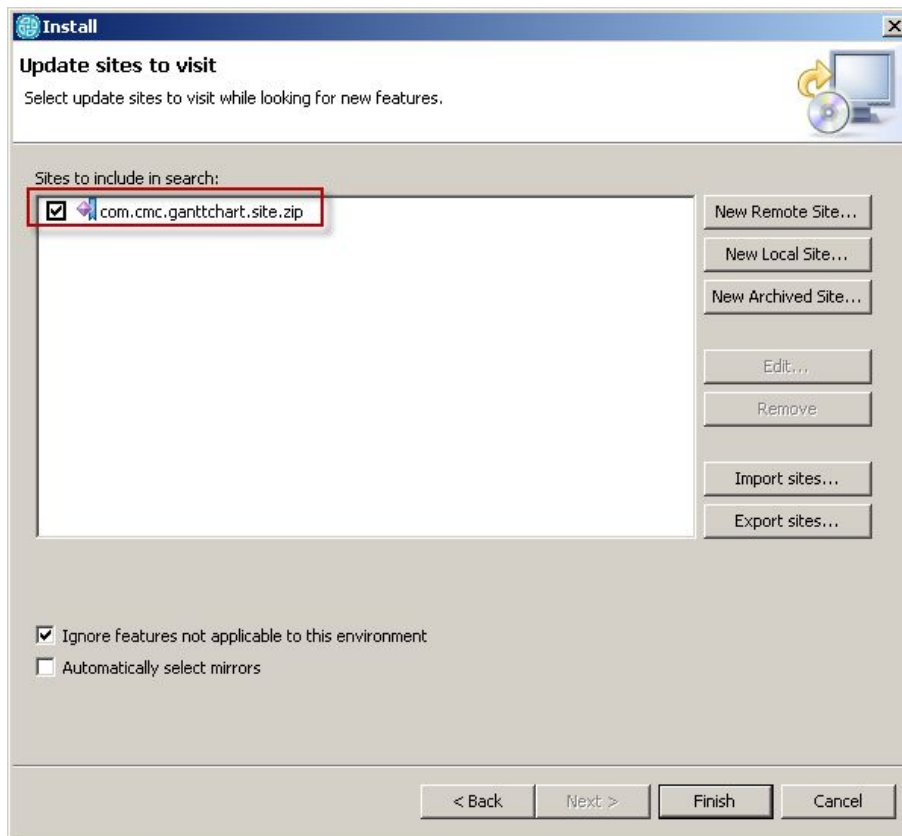 Install
Update sites to visit
Select update sites to visit while looking for new features.
Sites to include in search:
com.cmc.ganttchart.site.zip
New Remote Site...
New Local Site...
New Archived Site...
Edit...
Remove
Import sites...
Export sites...
Ignore features not applicable to this environment
Automatically select mirrors
< Back Next > Finish Cancel